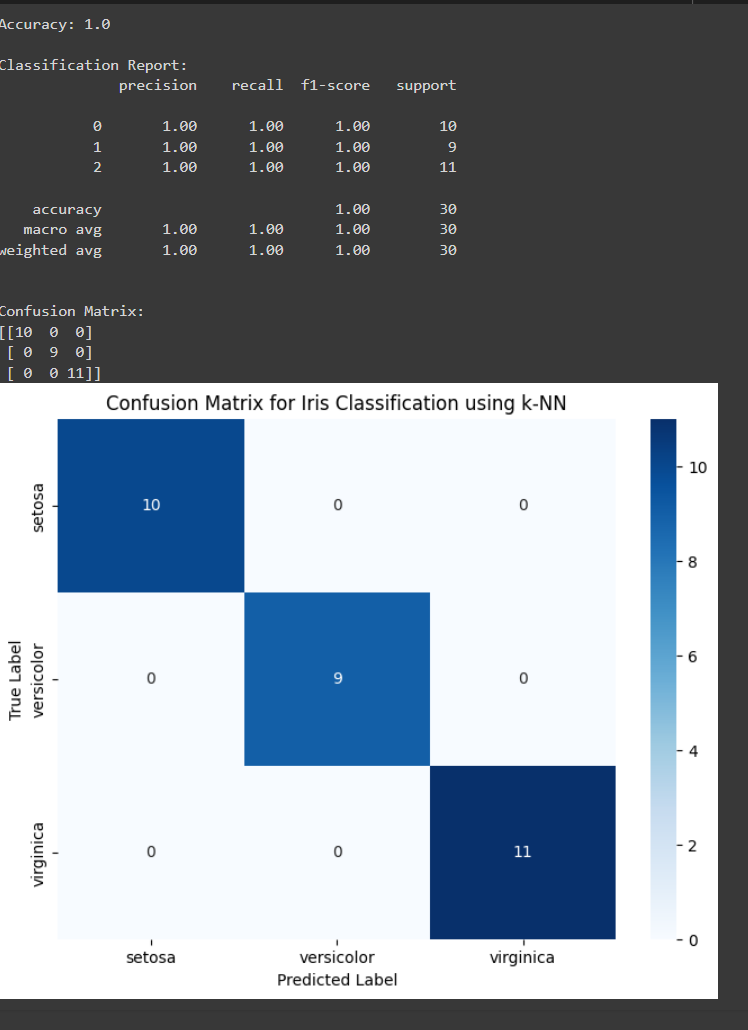 Accuracy: 1.0
Classification Report:
precision recall f1-score support
0 1.00 1.00 1.00 10
1 1.00 1.00 1.00 9
2 1.00 1.00 1.00 11
accuracy 1.00 30
macro avg 1.00 1.00 1.00 30
weighted avg 1.00 1.00 1.00 30
Confusion Matrix:
[[10 0 0]
[ 0 9 0]
[ 0 0 11]]
Confusion Matrix for Iris Classification using k-NN
True Label
setosa 10 0 0
versicolor 0 9 0
virginica 0 0 11
setosa versicolor virginica
Predicted Label
10
8
6
4
2
0